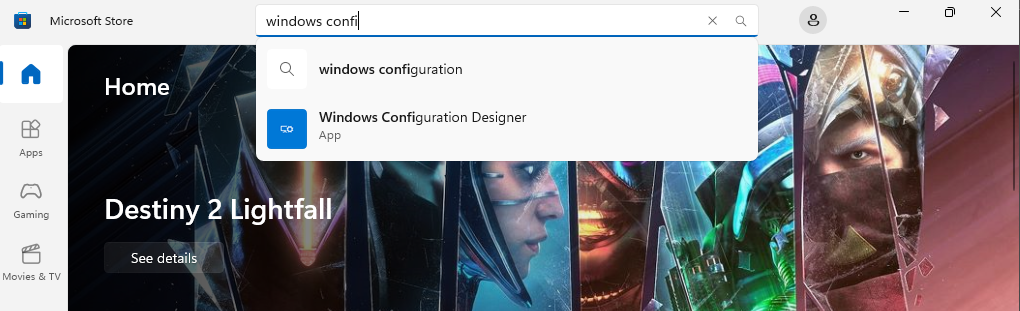 Microsoft Store
windows confi
windows configuration
Windows Configuration Designer
App
Home
Apps
Gaming
Movies & TV
Destiny 2 Lightfall
See details